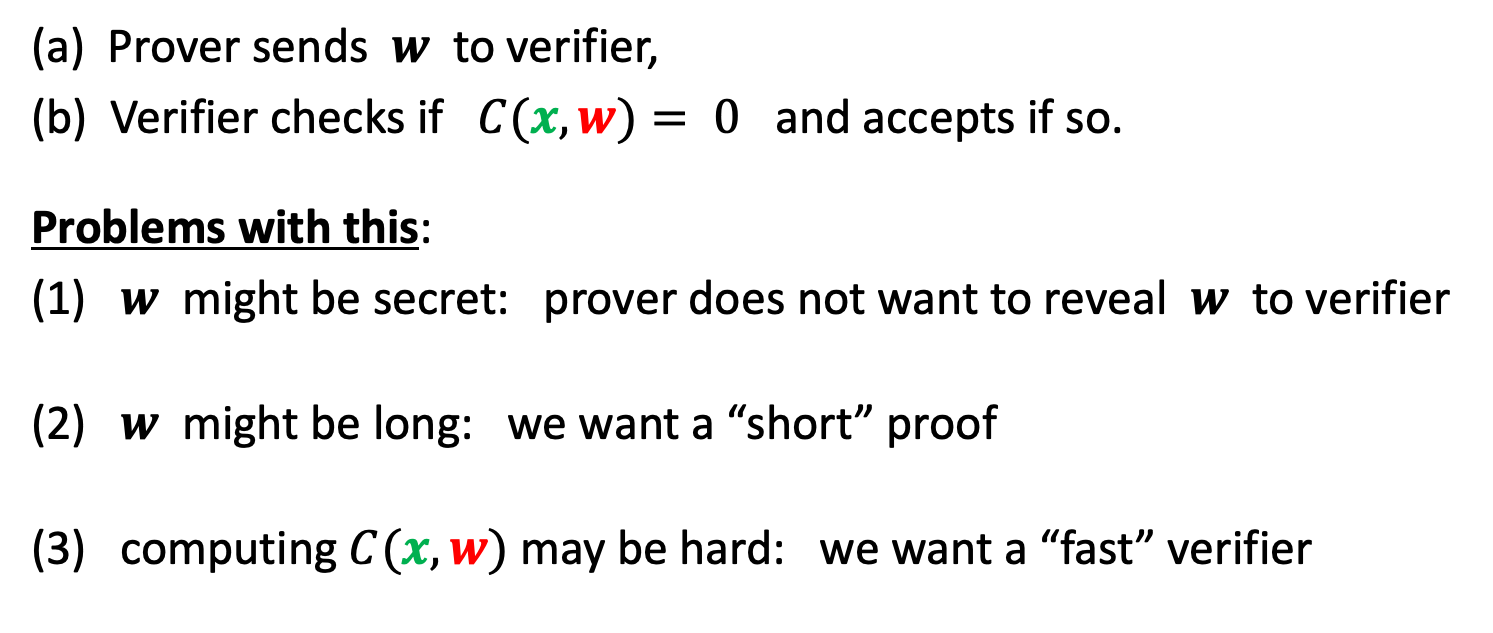 (a) Prover sends w to verifier,
(b) Verifier checks if C(x, w) = 0 and accepts if so.
Problems with this:
(1) w might be secret: prover does not want to reveal w to verifier
(2) w might be long: we want a “short” proof
(3) computing C(x, w) may be hard: we want a “fast” verifier